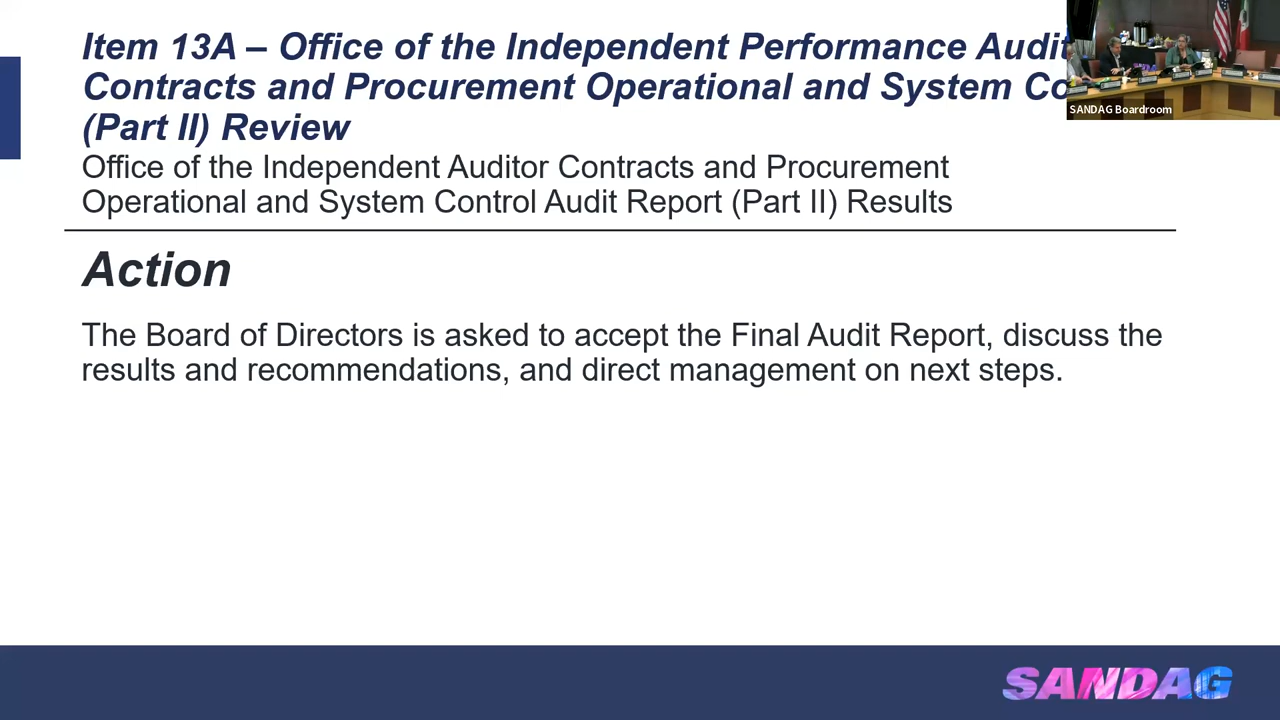 Item 13A – Office of the Independent Performance Audit
Contracts and Procurement Operational and System Co
(Part II) Review
Office of the Independent Auditor Contracts and Procurement
Operational and System Control Audit Report (Part II) Results
Action
The Board of Directors is asked to accept the Final Audit Report, discuss the
results and recommendations, and direct management on next steps.
SANDAG Boardroom
SANDAG